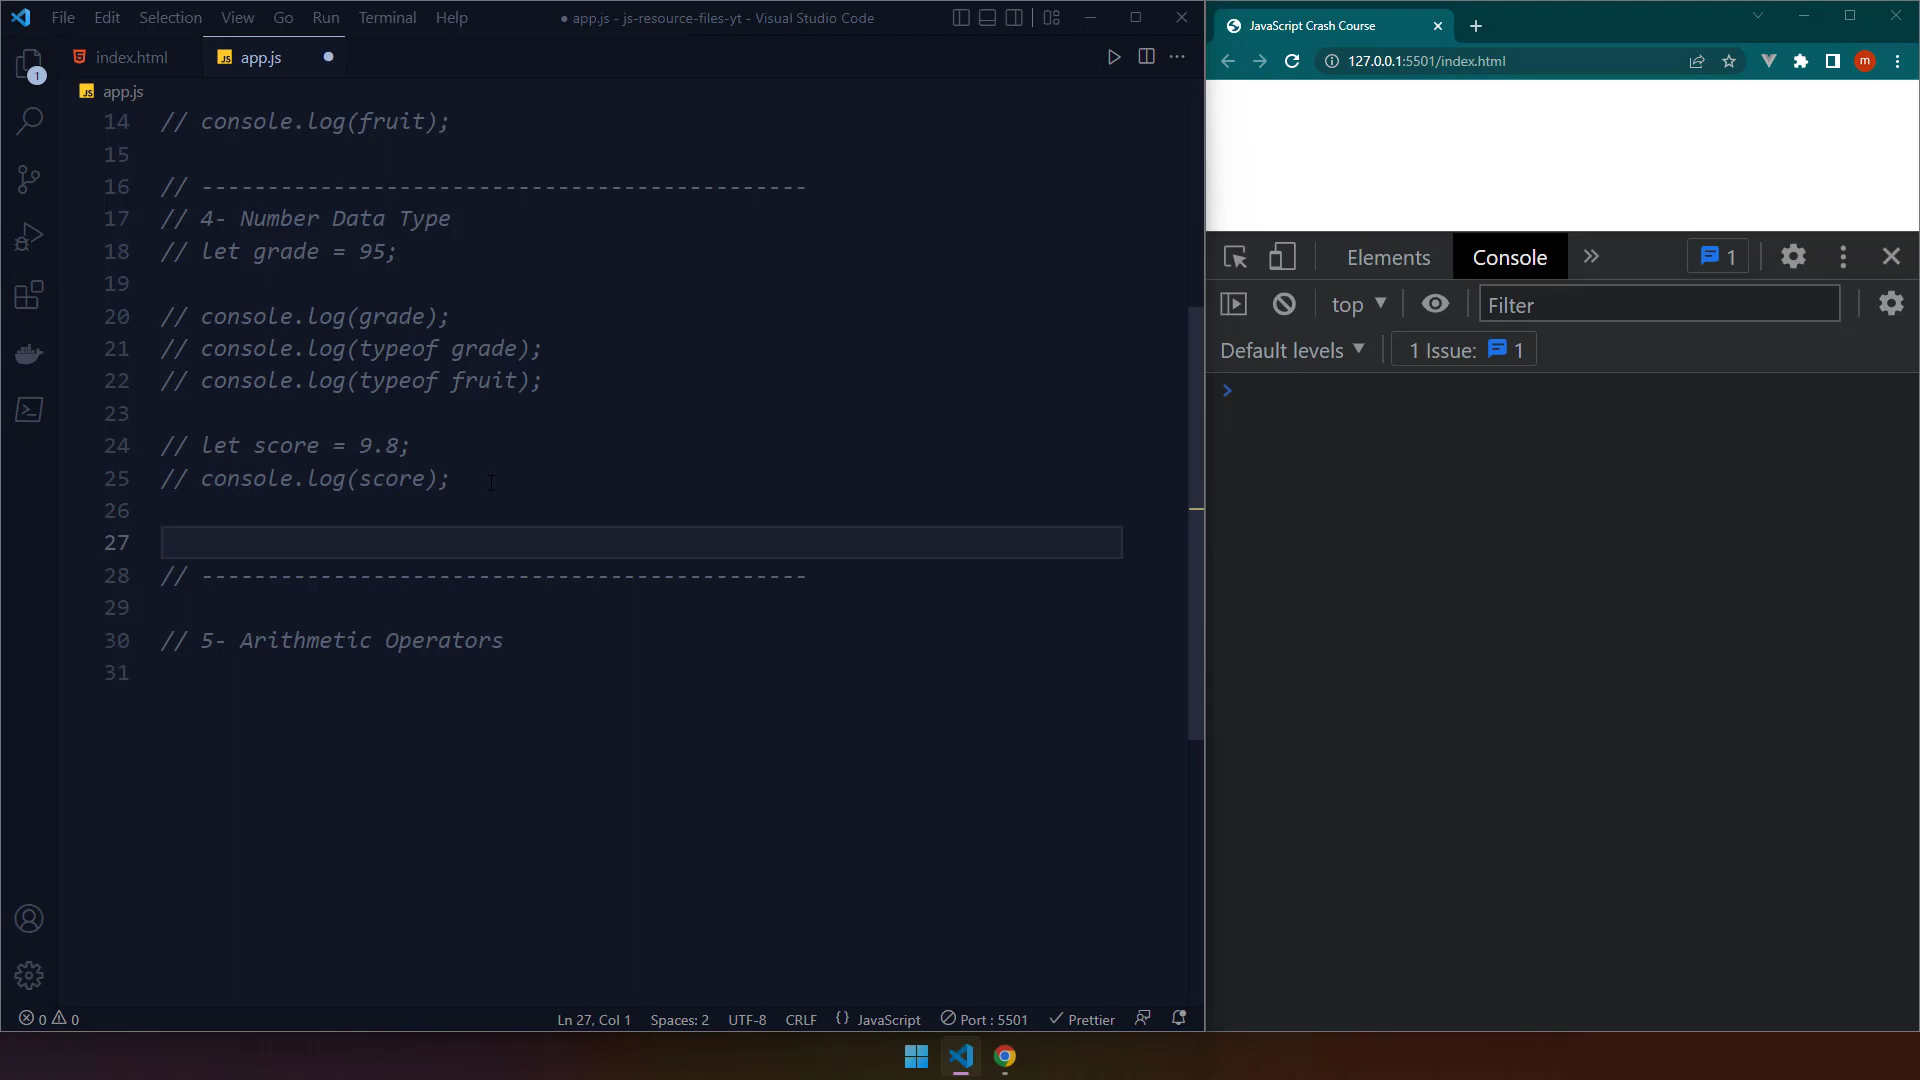 File Edit Selection View Go Run Terminal Help
● app.js - js-resource-files-yt - Visual Studio Code
index.html
JS app.js
JS app.js
14 // console.log(fruit);
15
16 // ----------------------------------------------
17 // 4- Number Data Type
18 // let grade = 95;
19
20 // console.log(grade);
21 // console.log(typeof grade);
22 // console.log(typeof fruit);
23
24 // let score = 9.8;
25 // console.log(score);
26
27
28 // ----------------------------------------------
29
30 // 5- Arithmetic Operators
31
1
0 0
Ln 27, Col 1 Spaces: 2 UTF-8 CRLF {} JavaScript Port : 5501 Prettier
JavaScript Crash Course
127.0.0.1:5501/index.html
m
Elements Console 1
top Filter
Default levels 1 Issue: 1